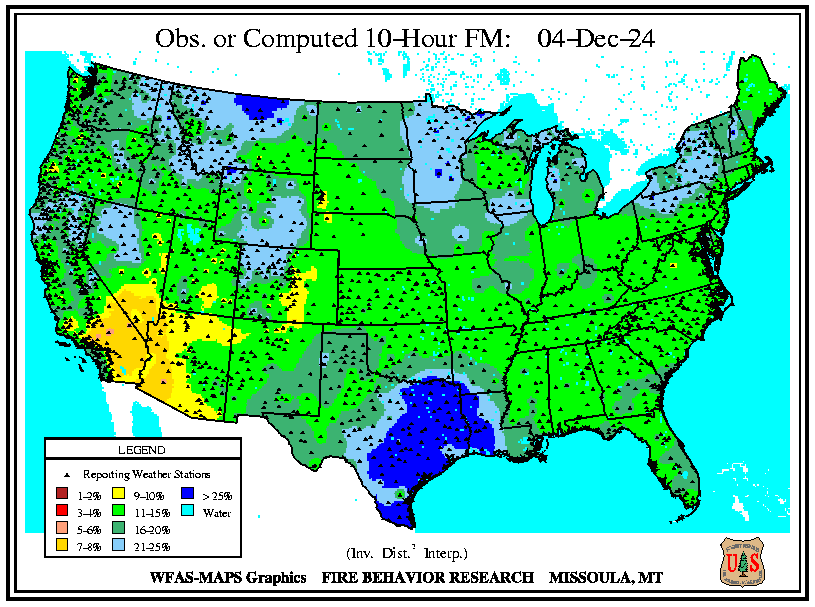 Obs. or Computed 10-Hour FM: 04-Dec-24
LEGEND
Reporting Weather Stations
1-2% 9-10% > 25%
3-4% 11-15% Water
5-6% 16-20%
7-8% 21-25%
(Inv. Dist.² Interp.)
WFAS-MAPS Graphics FIRE BEHAVIOR RESEARCH MISSOULA, MT
U S